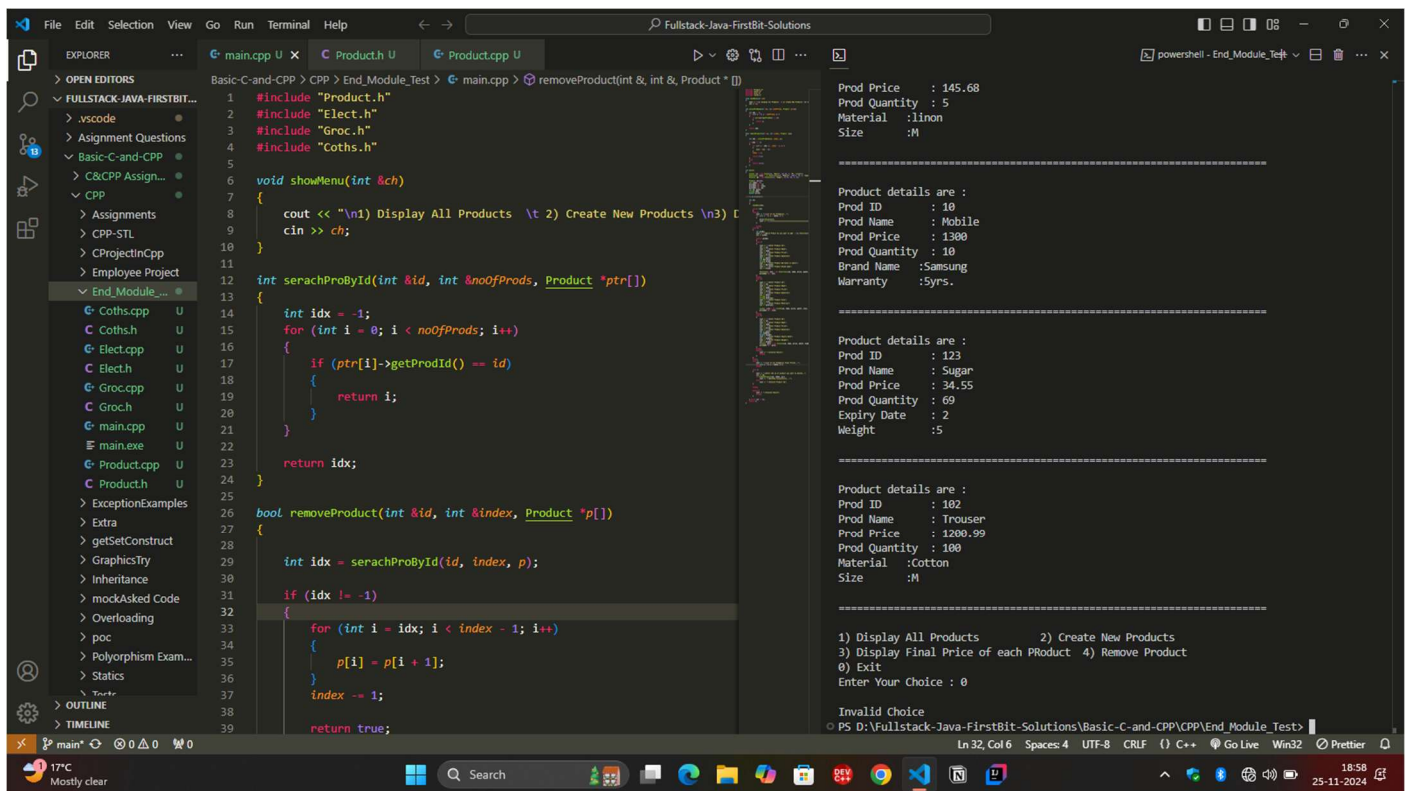 File Edit Selection View Go Run Terminal Help
Fullstack-Java-FirstBit-Solutions
EXPLORER
OPEN EDITORS
FULLSTACK-JAVA-FIRSTBIT...
.vscode
Asignment Questions
Basic-C-and-CPP
C&CPP Assign...
CPP
Assignments
CPP-STL
CProjectInCpp
Employee Project
End_Module_...
Coths.cpp U
Coths.h U
Elect.cpp U
Elect.h U
Groc.cpp U
Groc.h U
main.cpp U
main.exe U
Product.cpp U
Product.h U
ExceptionExamples
Extra
getSetConstruct
GraphicsTry
Inheritance
mockAsked Code
Overloading
poc
Polyorphism Exam...
Statics
Tests
OUTLINE
TIMELINE
13
main.cpp U
Product.h U
Product.cpp U
Basic-C-and-CPP > CPP > End_Module_Test > main.cpp > removeProduct(int &, int &, Product * [])
1 #include "Product.h"
2 #include "Elect.h"
3 #include "Groc.h"
4 #include "Coths.h"
5
6 void showMenu(int &ch)
7 {
8 cout << "\n1) Display All Products \t 2) Create New Products \n3) D
9 cin >> ch;
10 }
11
12 int serachProById(int &id, int &noOfProds, Product *ptr[])
13 {
14 int idx = -1;
15 for (int i = 0; i < noOfProds; i++)
16 {
17 if (ptr[i]->getProdId() == id)
18 {
19 return i;
20 }
21 }
22
23 return idx;
24 }
25
26 bool removeProduct(int &id, int &index, Product *p[])
27 {
28
29 int idx = serachProById(id, index, p);
30
31 if (idx != -1)
32 {
33 for (int i = idx; i < index - 1; i++)
34 {
35 p[i] = p[i + 1];
36 }
37 index -= 1;
38
39 return true;
powershell - End_Module_Test
Prod Price : 145.68
Prod Quantity : 5
Material :linon
Size :M
======================================================================
Product details are :
Prod ID : 10
Prod Name : Mobile
Prod Price : 1300
Prod Quantity : 10
Brand Name :Samsung
Warranty :5yrs.
======================================================================
Product details are :
Prod ID : 123
Prod Name : Sugar
Prod Price : 34.55
Prod Quantity : 69
Expiry Date : 2
Weight :5
======================================================================
Product details are :
Prod ID : 102
Prod Name : Trouser
Prod Price : 1200.99
Prod Quantity : 100
Material :Cotton
Size :M
======================================================================
1) Display All Products 2) Create New Products
3) Display Final Price of each PRoduct 4) Remove Product
0) Exit
Enter Your Choice : 0
Invalid Choice
PS D:\Fullstack-Java-FirstBit-Solutions\Basic-C-and-CPP\CPP\End_Module_Test>
main* 0 0 0
Ln 32, Col 6 Spaces: 4 UTF-8 CRLF {} C++ Go Live Win32 Prettier
1
17°C
Mostly clear
Search
DEV C++
18:58
25-11-2024